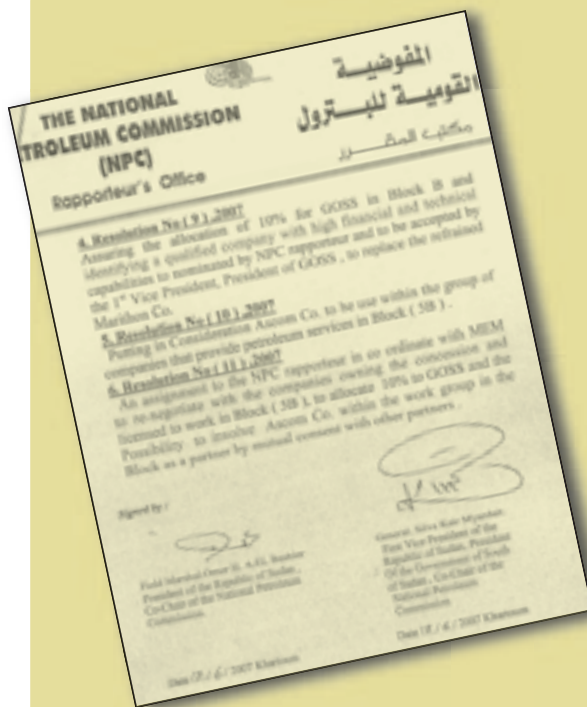 THE NATIONAL
TROLEUM COMMISSION
(NPC)
Rapporteur's Office
المفوضية
القومية للبترول
مكتب المقرر
4. Resolution No ( 9 ) .2007
Assuring the allocation of 10% for GOSS in Block B and
identifying a qualified company with high financial and technical
capabilities to nominated by NPC rapporteur and to be accepted by
the 1st Vice President, President of GOSS , to replace the refrained
Marathon Co.
5. Resolution No ( 10 ) .2007
Putting in Consideration Ascom Co. to be use within the group of
companies that provide petroleum services in Block ( 5B ) .
6. Resolution No ( 11 ) .2007
An assignment to the NPC rapporteur in co ordinate with MEM
to re-negotiate with the companies owning the concession and
licensed to work in Block ( 5B ), to allocate 10% to GOSS and the
Possibility to involve Ascom Co. within the work group in the
Block as a partner by mutual consent with other partners .
Signed by /
Field Marshal Omer H. A. El Bashier
President of the Republic of Sudan ,
Co-Chair of the National Petroleum
Commission.
Date / 6 / 2007 Khartoum
General. Silva Kair Myardit
First Vice President of the
Republic of Sudan, President
Of the Government of South
of Sudan , Co-Chair of the
National Petroleum
Commission
Date / 6 / 2007 Khartoum